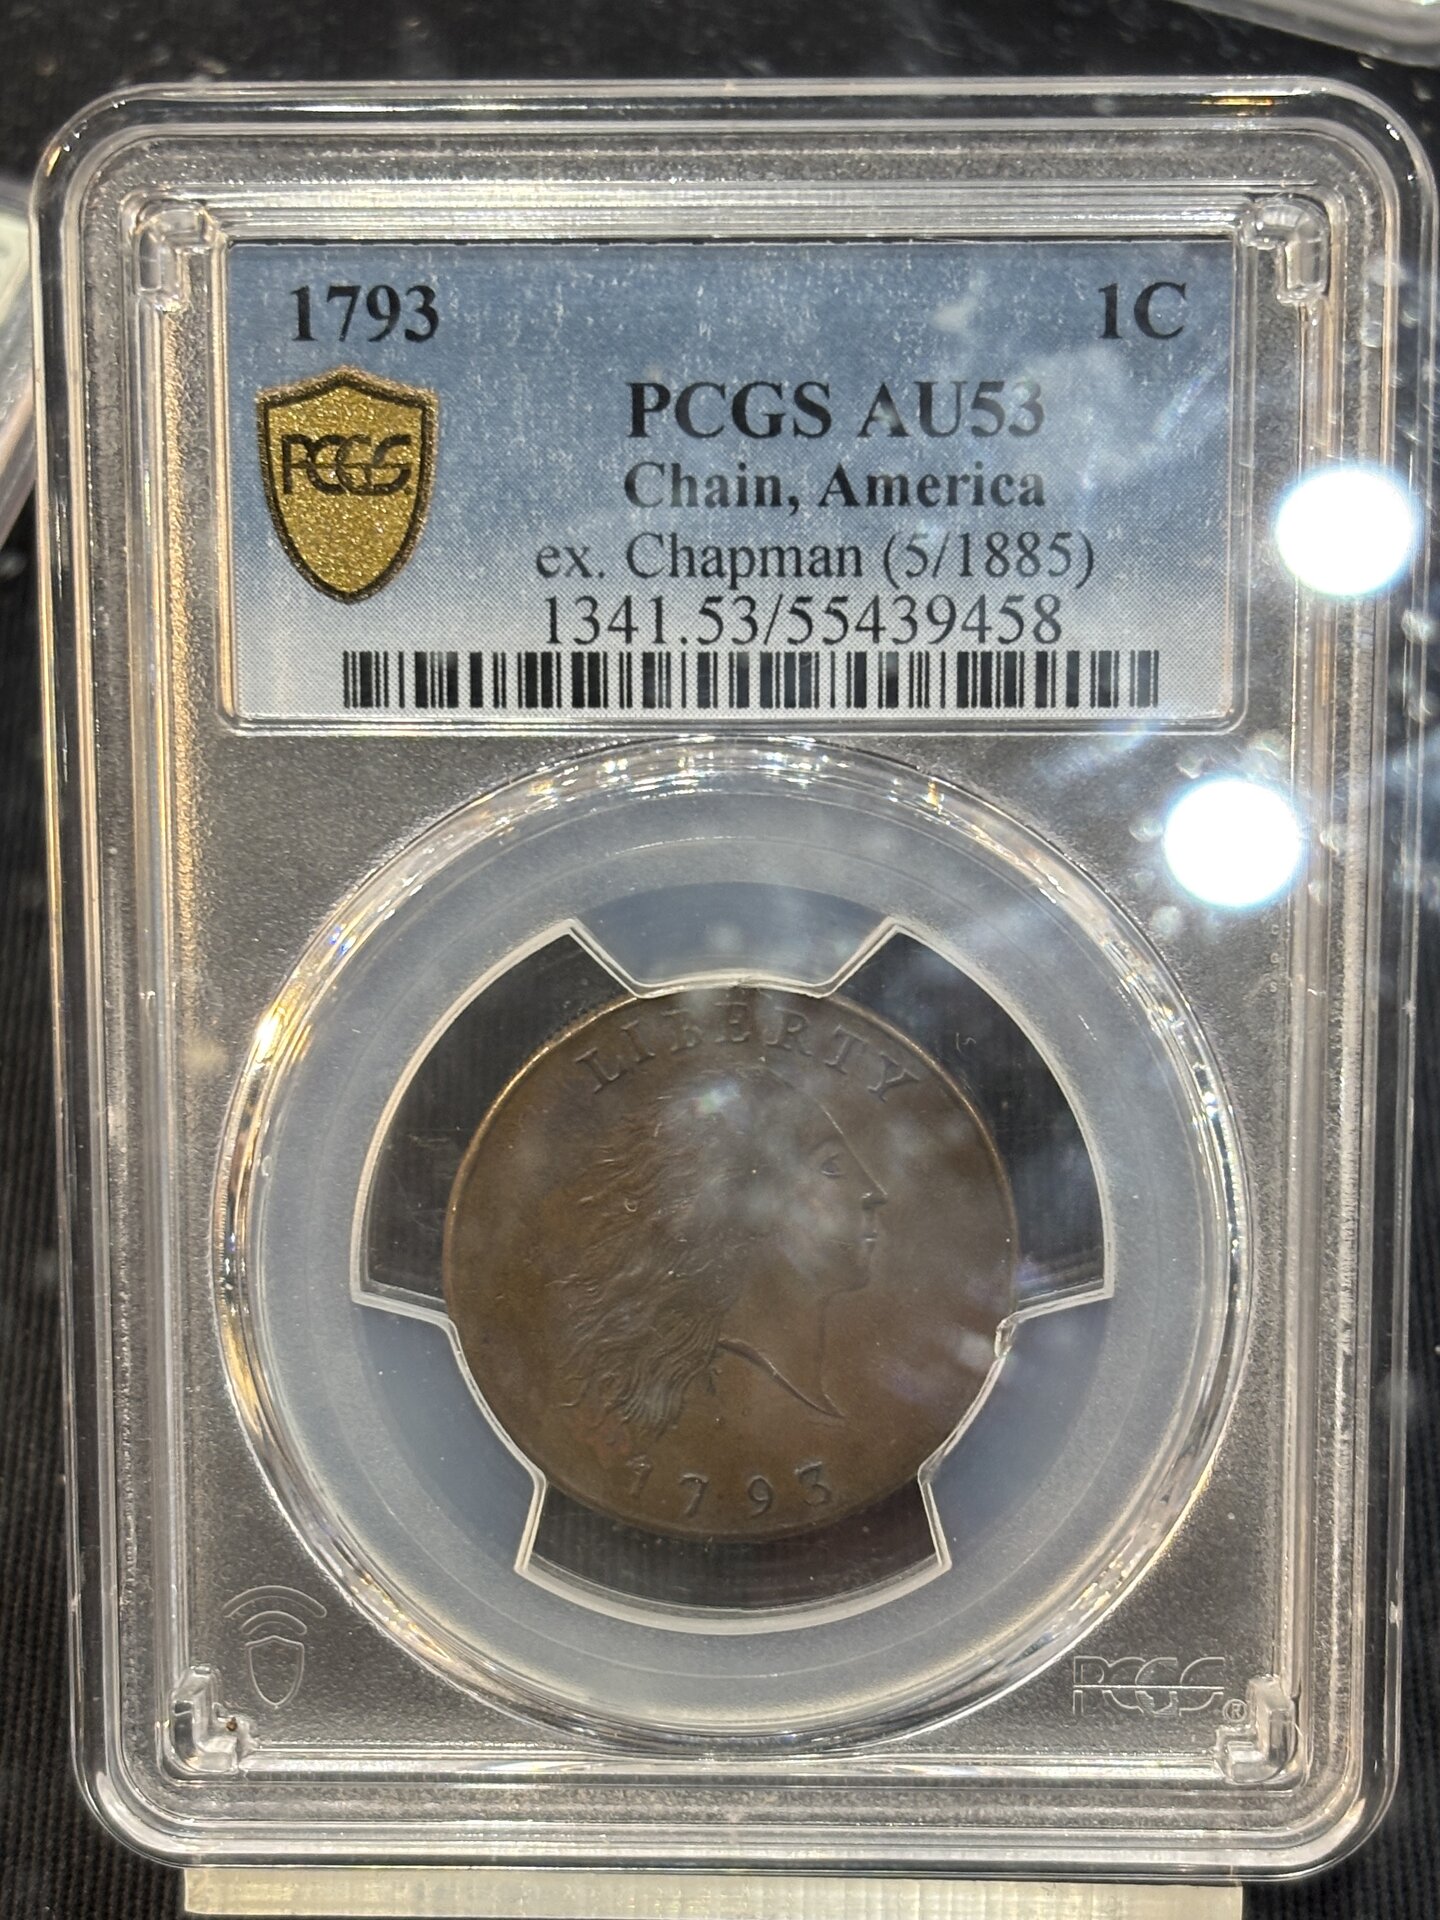 1793 1C
PCGS
PCGS AU53
Chain, America
ex. Chapman (5/1885)
1341.53/55439458
LIBERTY
1793
PCGS®